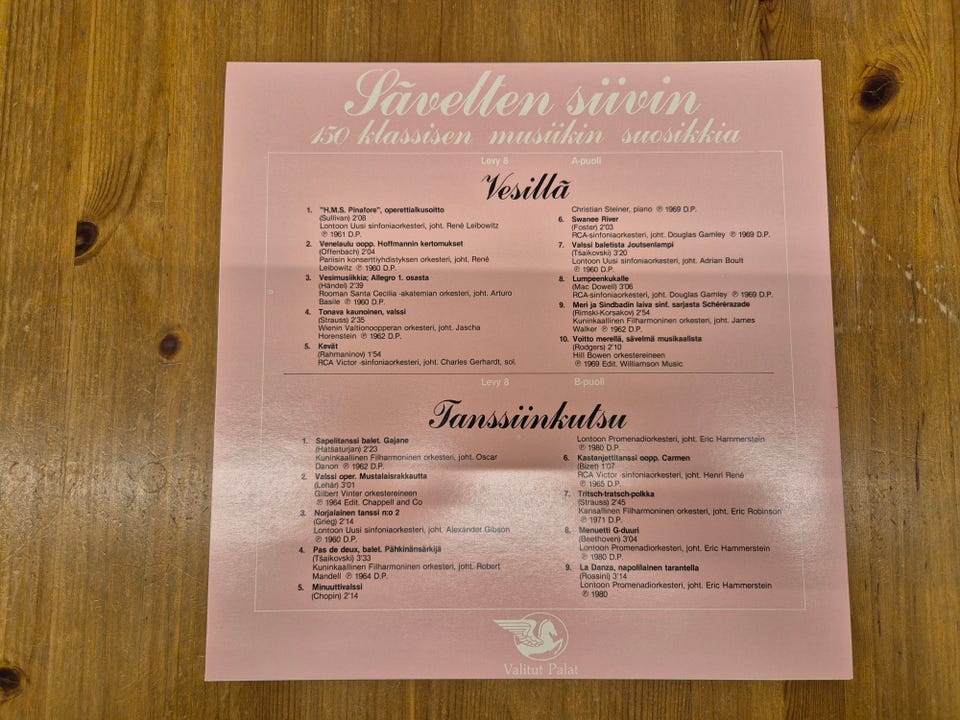 Sävelten siivin
150 klassisen musiikin suosikkia
Levy 8 A-puoli
Vesillä
1. "H.M.S. Pinafore", operettialkusoitto
(Sullivan) 2'08
Lontoon Uusi sinfoniaorkesteri, joht. René Leibowitz
℗ 1961 D.P.
2. Venelaulu oopp. Hoffmannin kertomukset
(Offenbach) 2'04
Pariisin konserttiyhdistyksen orkesteri, joht. René
Leibowitz ℗ 1960 D.P.
3. Vesimusiikkia; Allegro 1. osasta
(Händel) 2'39
Rooman Santa Cecilia -akatemian orkesteri, joht. Arturo
Basile ℗ 1960 D.P.
4. Tonava kaunoinen, valssi
(Strauss) 2'35
Wienin Valtionoopperan orkesteri, joht. Jascha
Horenstein ℗ 1962 D.P.
5. Kevät
(Rahmaninov) 1'54
RCA Victor -sinfoniaorkesteri, joht. Charles Gerhardt, sol.
Christian Steiner, piano ℗ 1969 D.P.
6. Swanee River
(Foster) 2'03
RCA-sinfoniaorkesteri, joht. Douglas Gamley ℗ 1969 D.P.
7. Valssi baletista Joutsenlampi
(Tšaikovski) 3'20
Lontoon Uusi sinfoniaorkesteri, joht. Adrian Boult
℗ 1960 D.P.
8. Lumpeenkukalle
(Mac Dowell) 3'06
RCA-sinfoniaorkesteri, joht. Douglas Gamley ℗ 1969 D.P.
9. Meri ja Sindbadin laiva sinf. sarjasta Schérérazade
(Rimski-Korsakov) 2'54
Kuninkaallinen Filharmoninen orkesteri, joht. James
Walker ℗ 1962 D.P.
10. Voitto merellä, sävelmä musikaalista
(Rodgers) 2'10
Hill Bowen orkestereineen
℗ 1969 Edit. Williamson Music
Levy 8 B-puoli
Tanssiinkutsu
1. Sapelitanssi balet. Gajane
(Hatšaturjan) 2'23
Kuninkaallinen Filharmoninen orkesteri, joht. Oscar
Danon ℗ 1962 D.P.
2. Valssi oper. Mustalaisrakkautta
(Lehár) 3'01
Gilbert Vinter orkestereineen
℗ 1964 Edit. Chappell and Co
3. Norjalainen tanssi n:o 2
(Grieg) 2'14
Lontoon Uusi sinfoniaorkesteri, joht. Alexander Gibson
℗ 1960 D.P.
4. Pas de deux, balet. Pähkinänsärkijä
(Tšaikovski) 3'33
Kuninkaallinen Filharmoninen orkesteri, joht. Robert
Mandell ℗ 1964 D.P.
5. Minuuttivalssi
(Chopin) 2'14
Lontoon Promenadiorkesteri, joht. Eric Hammerstein
℗ 1980 D.P.
6. Kastanjettitanssi oopp. Carmen
(Bizet) 1'07
RCA Victor -sinfoniaorkesteri, joht. Henri René
℗ 1965 D.P.
7. Tritsch-tratsch-polkka
(Strauss) 2'45
Kansallinen Filharmoninen orkesteri, joht. Eric Robinson
℗ 1971 D.P.
8. Menuetti G-duuri
(Beethoven) 3'04
Lontoon Promenadiorkesteri, joht. Eric Hammerstein
℗ 1980 D.P.
9. La Danza, napolilainen tarantella
(Rossini) 3'14
Lontoon Promenadiorkesteri, joht. Eric Hammerstein
℗ 1980
Valitut Palat